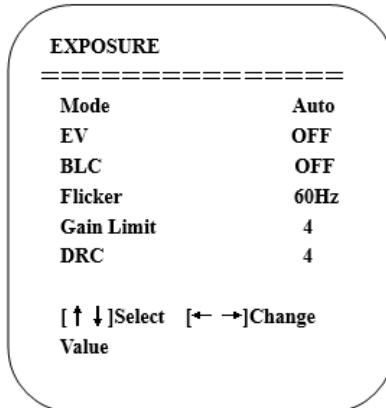 EXPOSURE
===============
Mode Auto
EV OFF
BLC OFF
Flicker 60Hz
Gain Limit 4
DRC 4
[↑ ↓]Select [← →]Change
Value